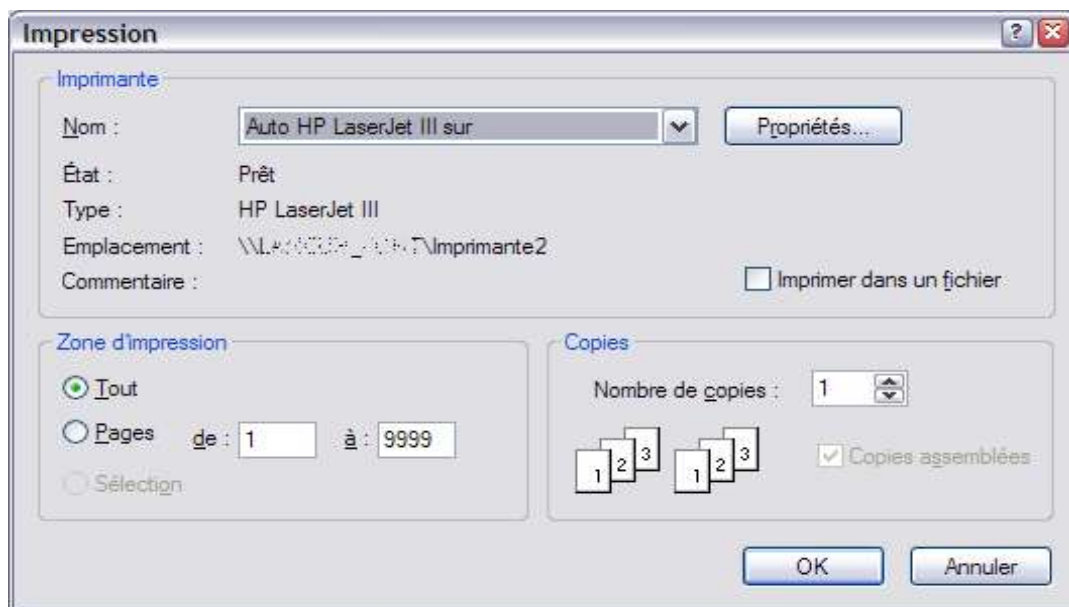 Impression
Imprimante
Nom :
Auto HP LaserJet III sur
Propriétés...
État :
Prêt
Type :
HP LaserJet III
Emplacement :
\Imprimante2
Commentaire :
Imprimer dans un fichier
Zone d'impression
Tout
Pages de : 1 à : 9999
Sélection
Copies
Nombre de copies : 1
1 2 3 1 2 3
Copies assemblées
OK
Annuler